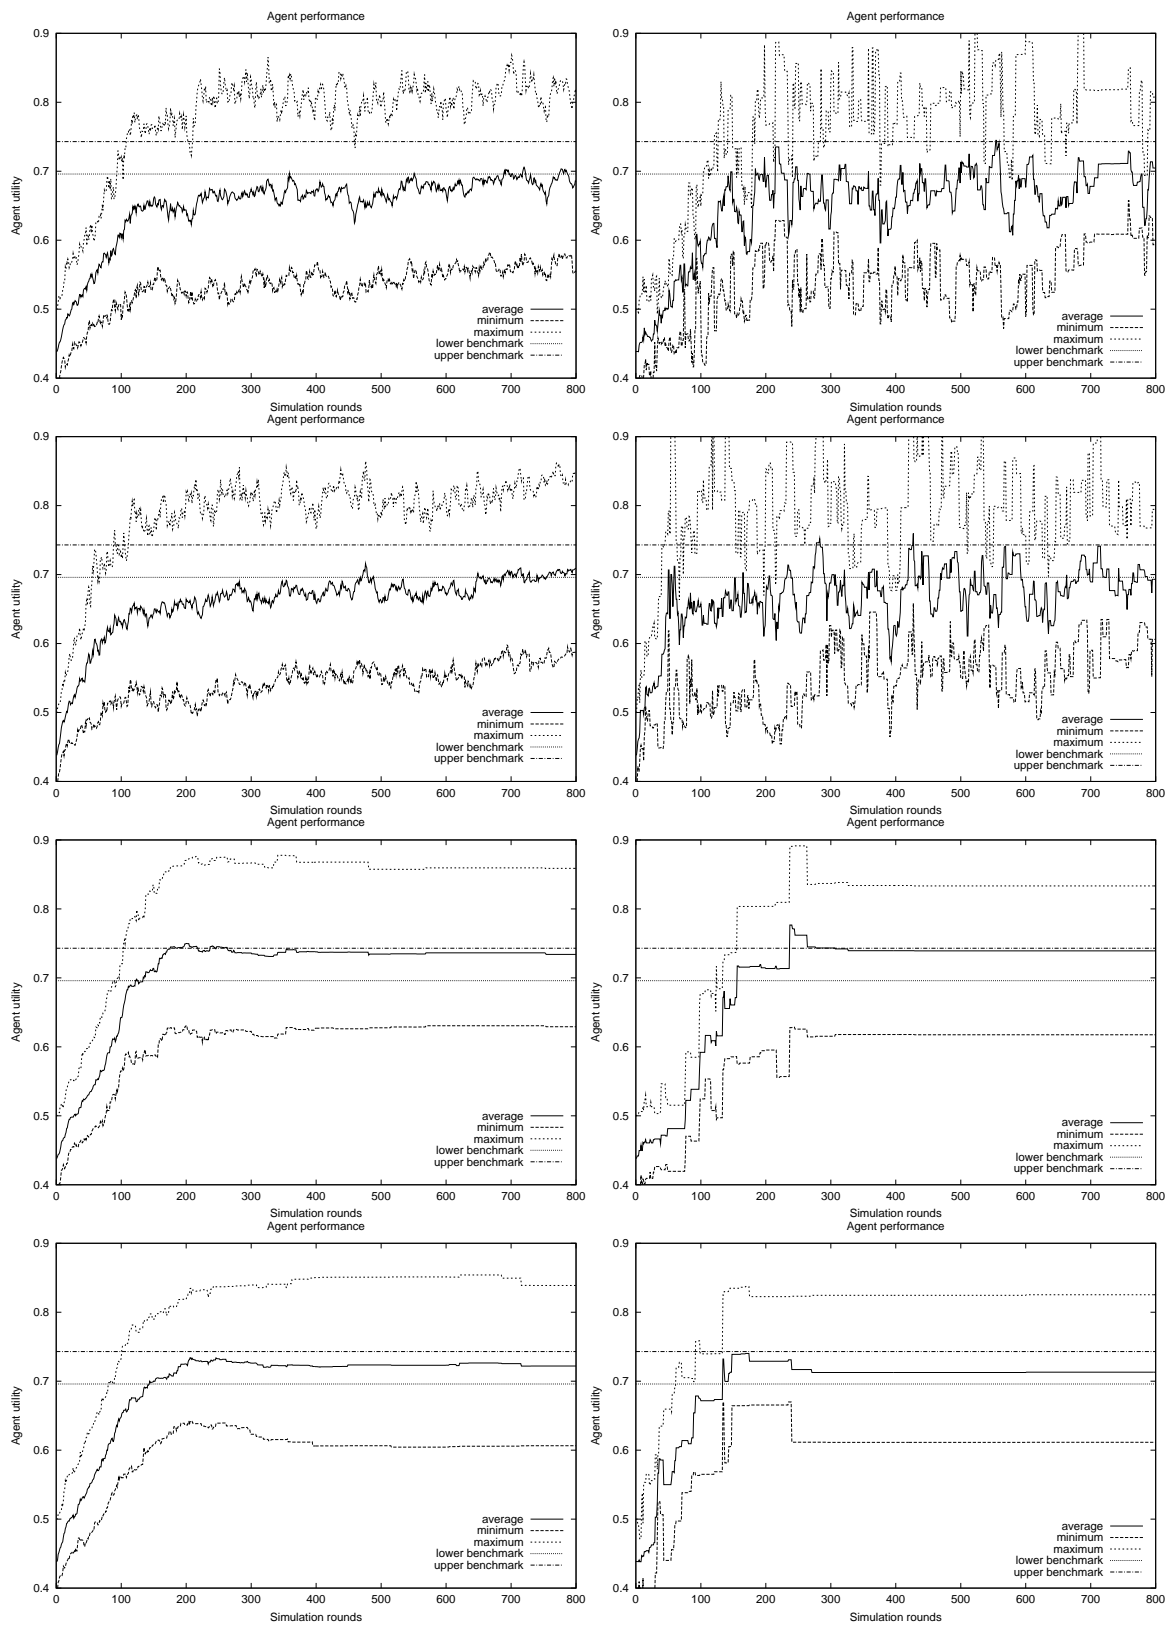 Agent performance
Agent performance
0.9
0.8
0.7
0.6
0.5
0.4
Agent utility
average
minimum
maximum
lower benchmark
upper benchmark
0 100 200 300 400 500 600 700 800
Simulation rounds
0.9
0.8
0.7
0.6
0.5
0.4
Agent utility
average
minimum
maximum
lower benchmark
upper benchmark
0 100 200 300 400 500 600 700 800
Simulation rounds
Agent performance
0.9
0.8
0.7
0.6
0.5
0.4
Agent utility
average
minimum
maximum
lower benchmark
upper benchmark
0 100 200 300 400 500 600 700 800
Simulation rounds
Agent performance
0.9
0.8
0.7
0.6
0.5
0.4
Agent utility
average
minimum
maximum
lower benchmark
upper benchmark
0 100 200 300 400 500 600 700 800
Simulation rounds
Agent performance
0.9
0.8
0.7
0.6
0.5
0.4
Agent utility
average
minimum
maximum
lower benchmark
upper benchmark
0 100 200 300 400 500 600 700 800
Simulation rounds
Agent performance
0.9
0.8
0.7
0.6
0.5
0.4
Agent utility
average
minimum
maximum
lower benchmark
upper benchmark
0 100 200 300 400 500 600 700 800
Simulation rounds
Agent performance
0.9
0.8
0.7
0.6
0.5
0.4
Agent utility
average
minimum
maximum
lower benchmark
upper benchmark
0 100 200 300 400 500 600 700 800
Simulation rounds
Agent performance
0.9
0.8
0.7
0.6
0.5
0.4
Agent utility
average
minimum
maximum
lower benchmark
upper benchmark
0 100 200 300 400 500 600 700 800
Simulation rounds